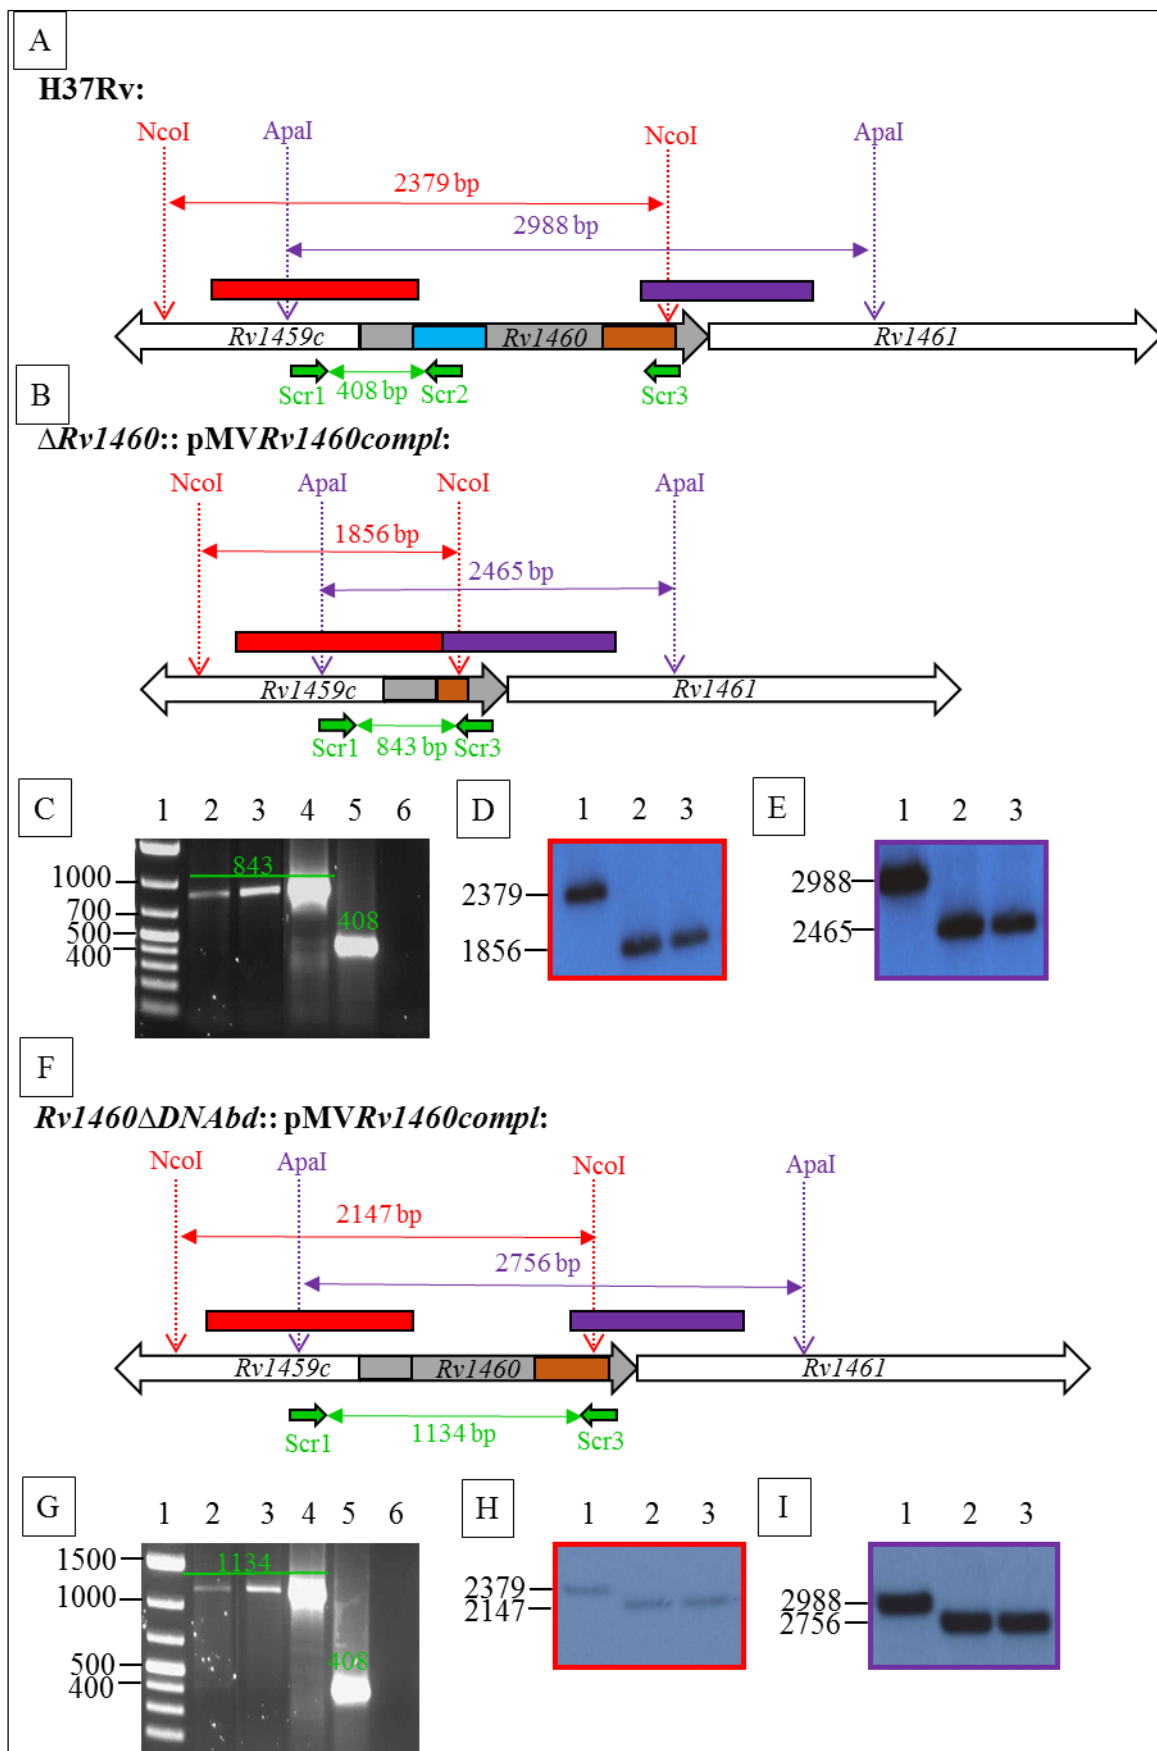 A
H37Rv:
NcoI ApaI NcoI ApaI
2379 bp
2988 bp
Rv1459c Rv1460 Rv1461
Scr1 408 bp Scr2 Scr3
B
ΔRv1460:: pMVRv1460compl:
NcoI ApaI NcoI ApaI
1856 bp
2465 bp
Rv1459c Rv1461
Scr1 843 bp Scr3
C 1 2 3 4 5 6
1000
700
500
400
843
408
D 1 2 3
2379
1856
E 1 2 3
2988
2465
F
Rv1460ΔDNAbd:: pMVRv1460compl:
NcoI ApaI NcoI ApaI
2147 bp
2756 bp
Rv1459c Rv1460 Rv1461
Scr1 1134 bp Scr3
G 1 2 3 4 5 6
1500
1000
500
400
1134
408
H 1 2 3
2379
2147
I 1 2 3
2988
2756